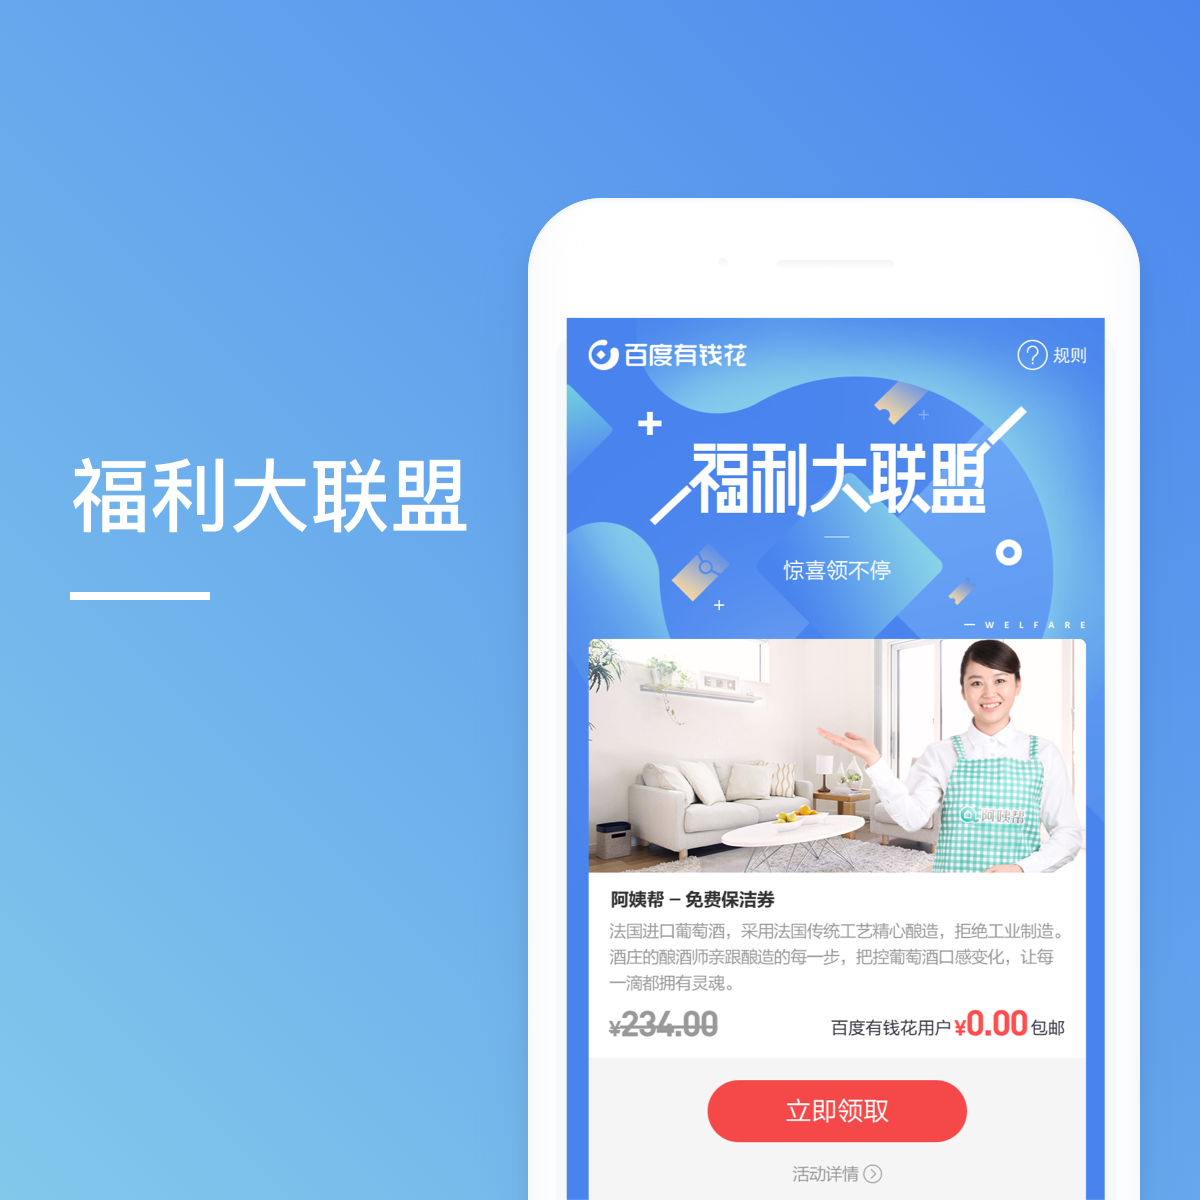 福利大联盟
百度有钱花
? 规则
福利大联盟
惊喜领不停
WELFARE
阿姨帮
阿姨帮 – 免费保洁券
法国进口葡萄酒，采用法国传统工艺精心酿造，拒绝工业制造。
酒庄的酿酒师亲跟酿造的每一步，把控葡萄酒口感变化，让每
一滴都拥有灵魂。
¥234.00
百度有钱花用户 ¥0.00 包邮
立即领取
活动详情